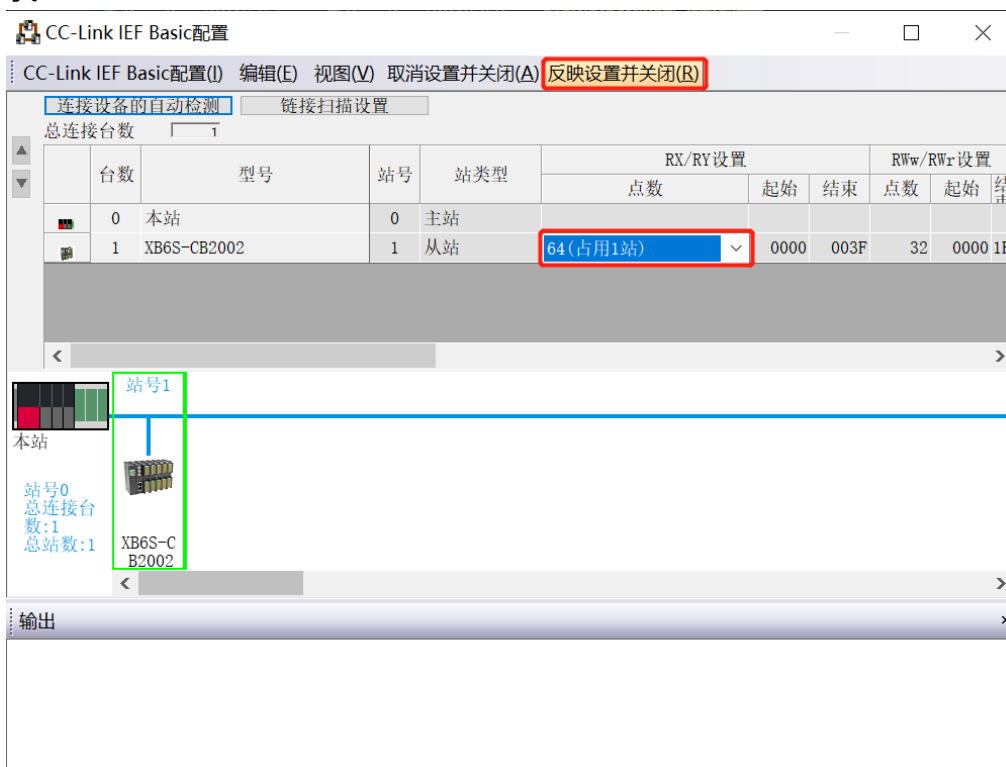 CC-Link IEF Basic配置
CC-Link IEF Basic配置(I) 编辑(E) 视图(V) 取消设置并关闭(A) 反映设置并关闭(R)
连接设备的自动检测 链接扫描设置
总连接台数 1
台数 型号 站号 站类型 RX/RY设置 RWw/RWr设置
点数 起始 结束 点数 起始
0 本站 0 主站
1 XB6S-CB2002 1 从站 64(占用1站) 0000 003F 32 0000
站号1
本站
站号0
总连接台
数:1
总站数:1
XB6S-C
B2002
输出